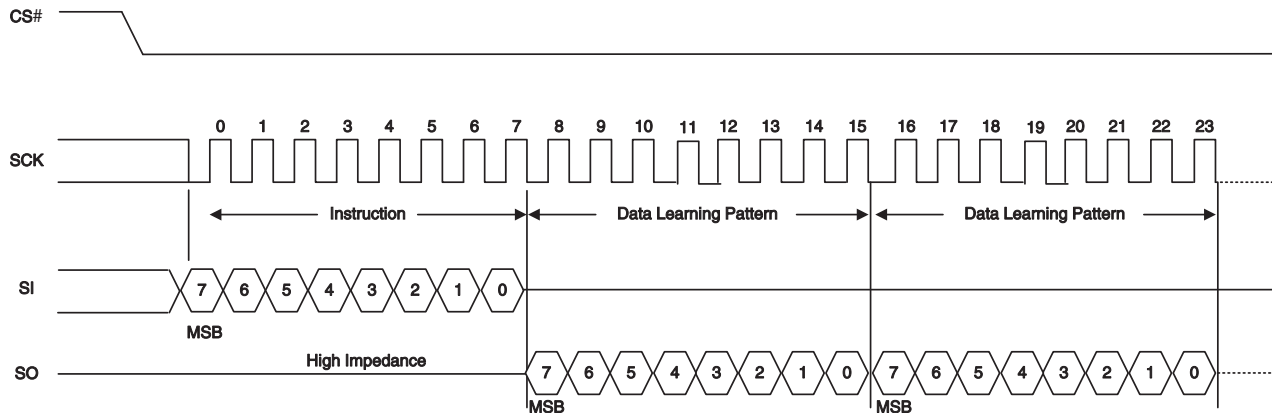 CS#
0 1 2 3 4 5 6 7 8 9 10 11 12 13 14 15 16 17 18 19 20 21 22 23
SCK
Instruction Data Learning Pattern Data Learning Pattern
SI 7 6 5 4 3 2 1 0
MSB
High Impedance
SO 7 6 5 4 3 2 1 0 7 6 5 4 3 2 1 0
MSB MSB